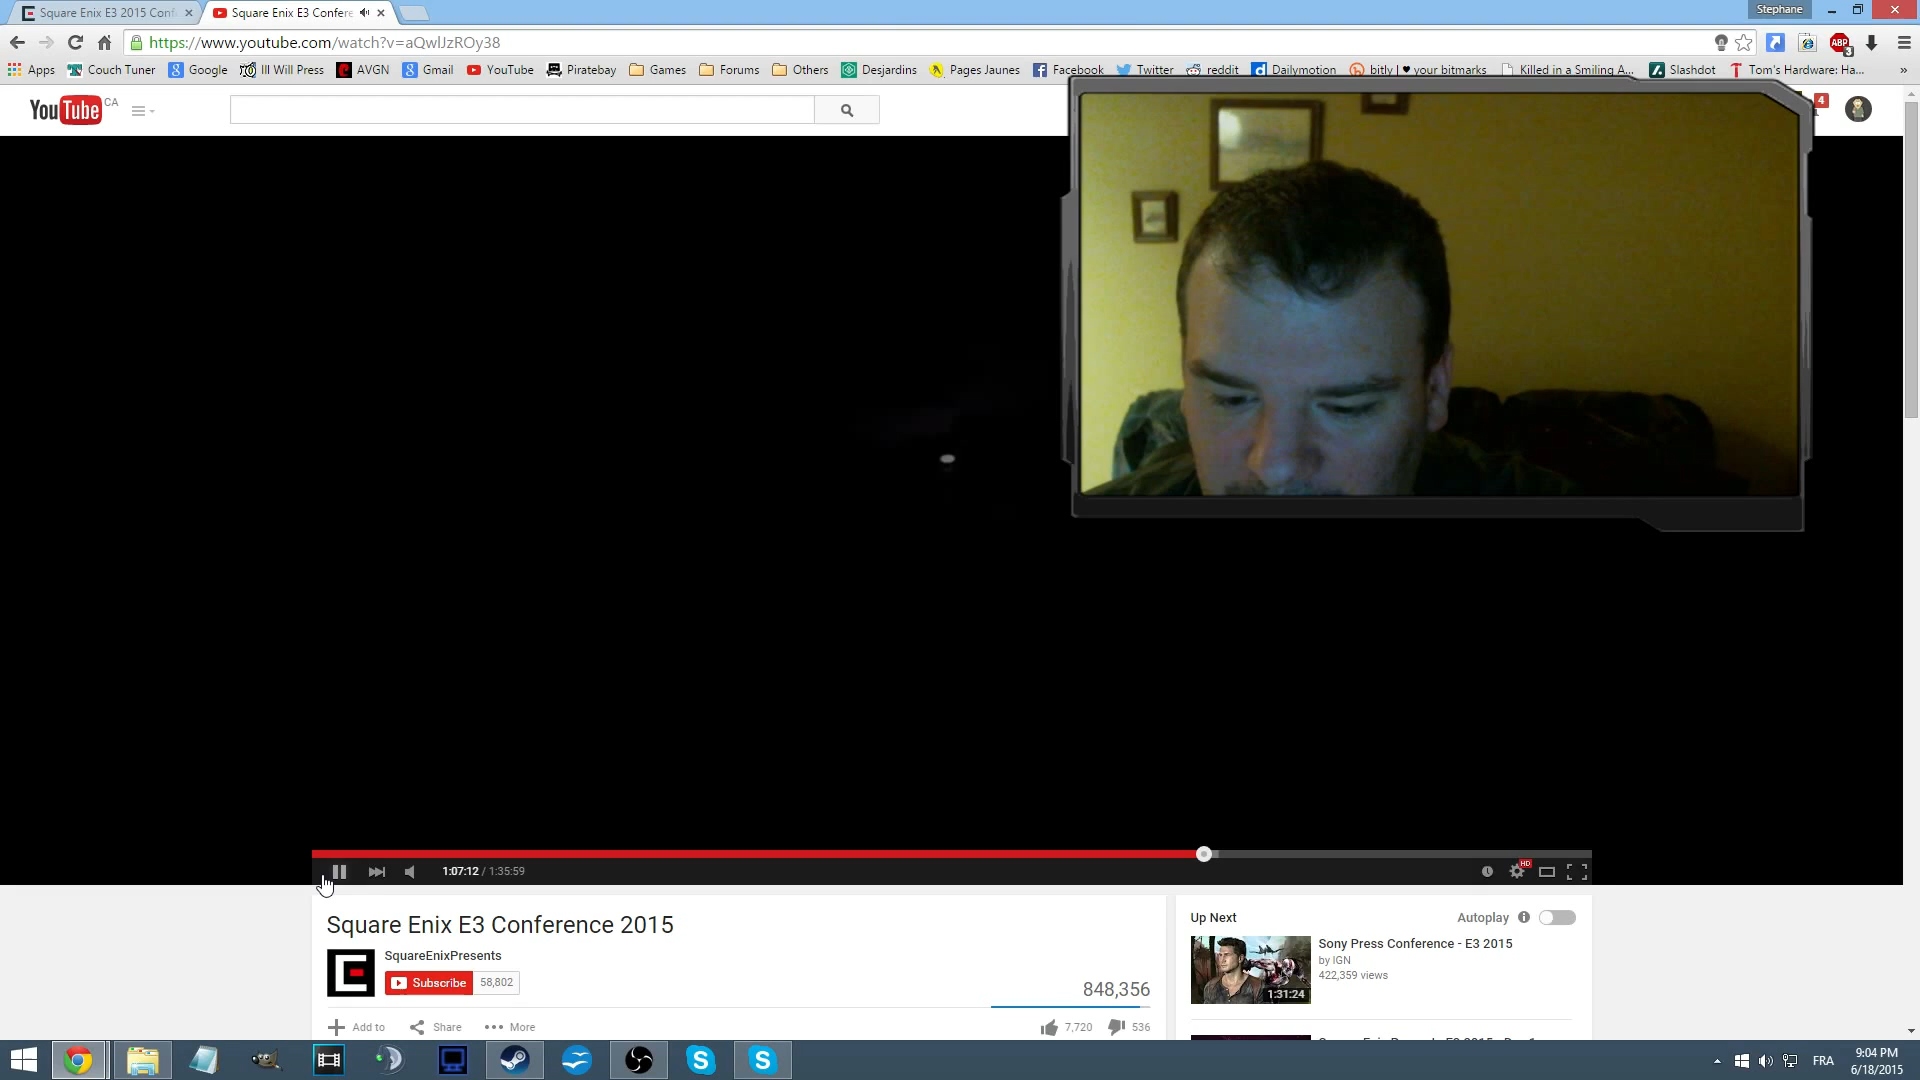 Square Enix E3 2015 Conf
Square Enix E3 Confere
Stephane
https://www.youtube.com/watch?v=aQwlJzROy38
ABP
3
Apps
Couch Tuner
Google
Ill Will Press
AVGN
Gmail
YouTube
Piratebay
Games
Forums
Others
Desjardins
Pages Jaunes
Facebook
Twitter
reddit
Dailymotion
bitly | ♥ your bitmarks
Killed in a Smiling A...
Slashdot
Tom's Hardware: Ha...
»
YouTube CA
4
1:07:12 / 1:35:59
HD
Square Enix E3 Conference 2015
SquareEnixPresents
Subscribe 58,802
848,356
Add to
Share
More
7,720
536
Up Next
Autoplay
Sony Press Conference - E3 2015
by IGN
422,359 views
1:31:24
FRA
9:04 PM
6/18/2015